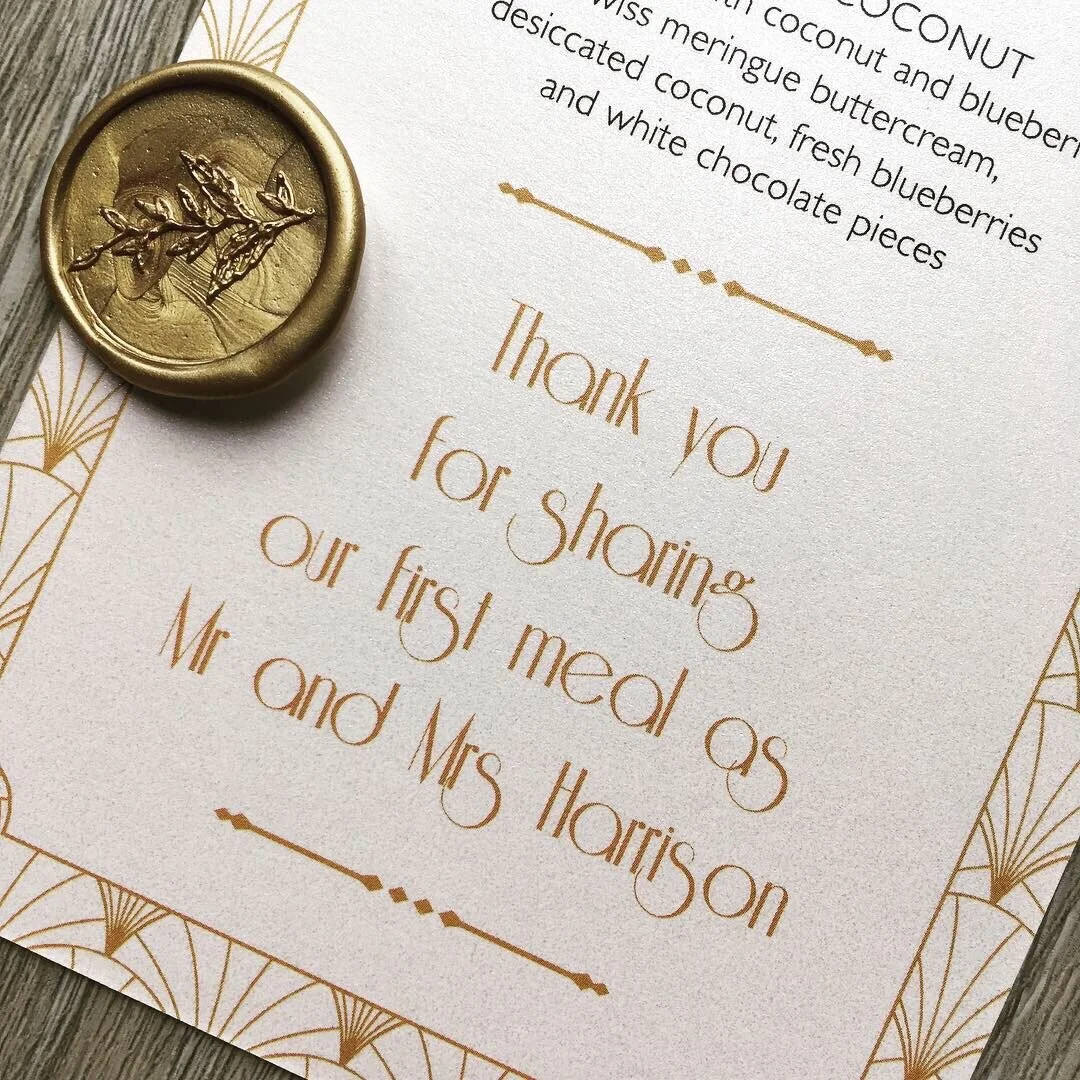 COCONUT
coconut and
swiss meringue buttercream,
desiccated coconut, fresh blueberries
and white chocolate pieces
Thank you
for sharing
our first meal as
Mr and Mrs Harrison